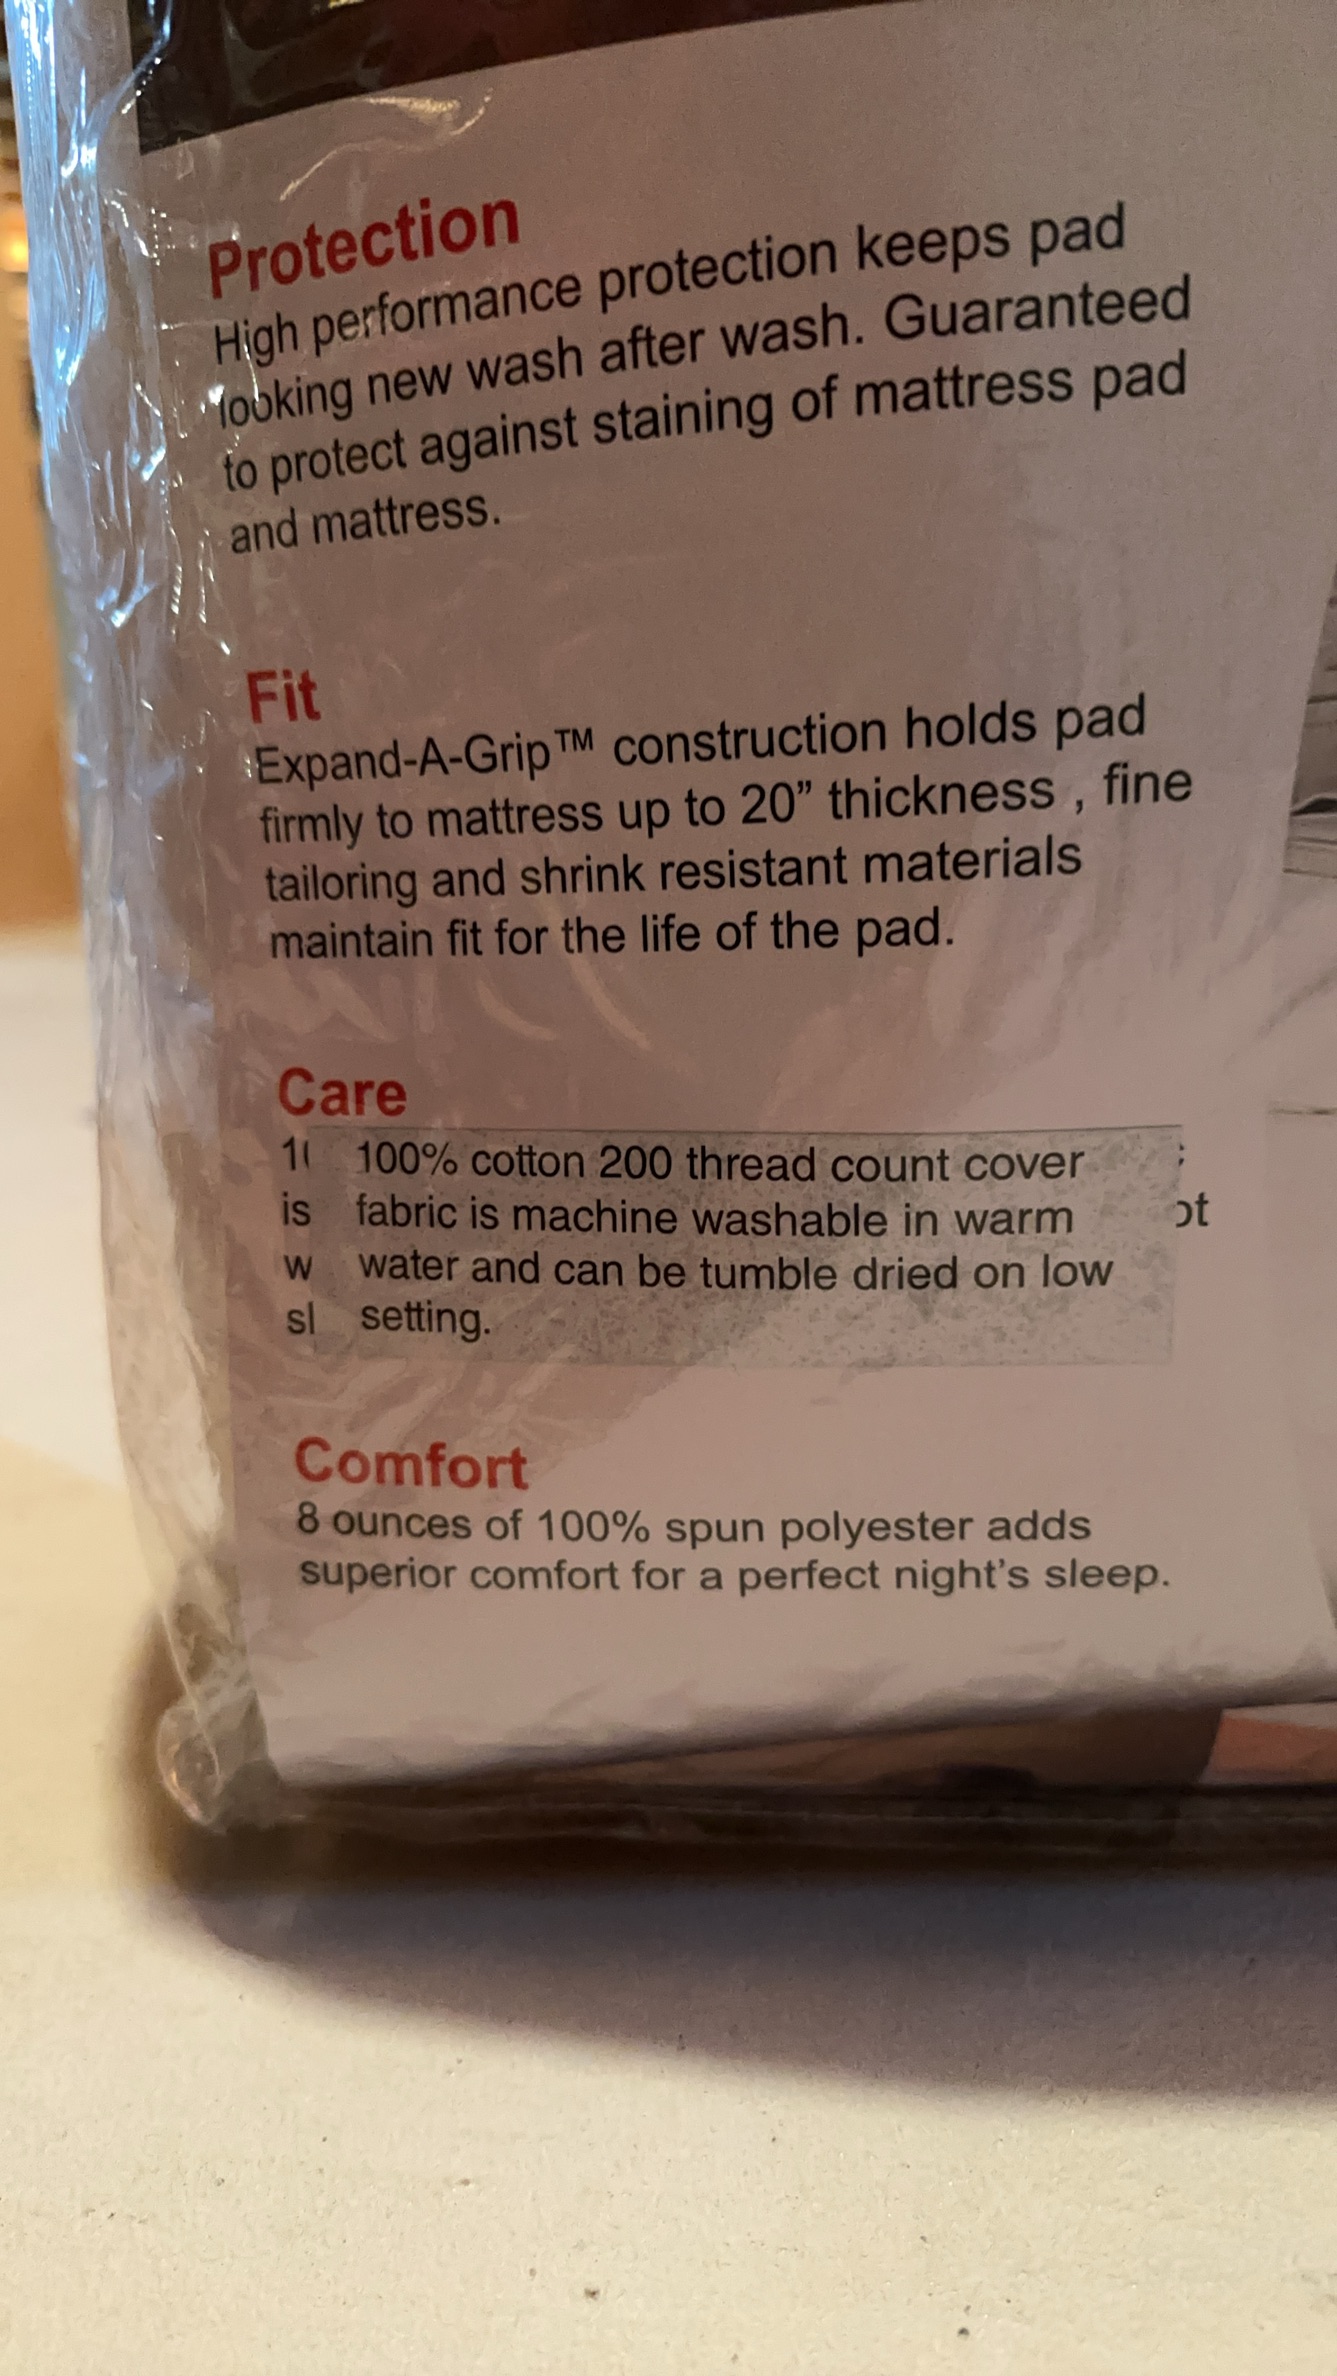 Protection
High performance protection keeps pad
looking new wash after wash. Guaranteed
to protect against staining of mattress pad
and mattress.
Fit
Expand-A-Grip™ construction holds pad
firmly to mattress up to 20” thickness , fine
tailoring and shrink resistant materials
maintain fit for the life of the pad.
Care
100% cotton 200 thread count cover
is fabric is machine washable in warm
w water and can be tumble dried on low
setting.
Comfort
8 ounces of 100% spun polyester adds
superior comfort for a perfect night's sleep.